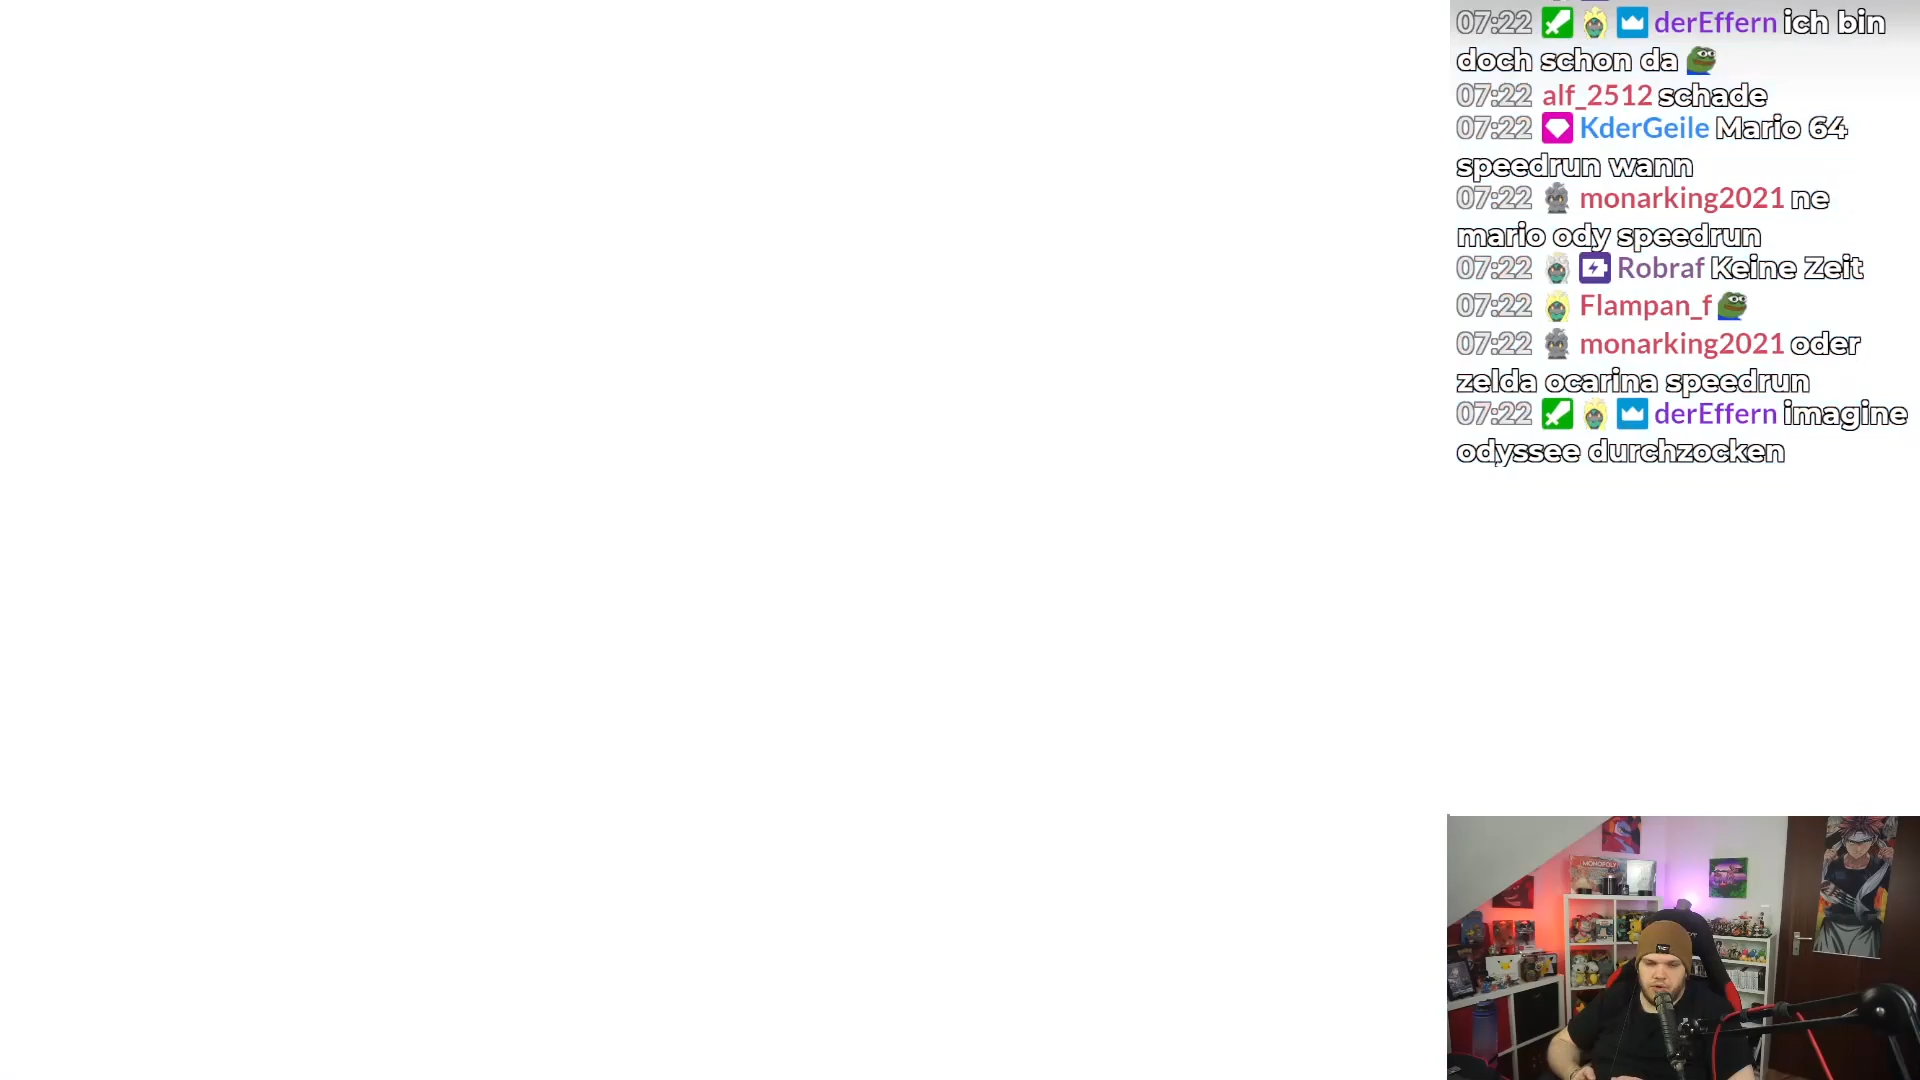 07:22 derEffern ich bin
doch schon da
07:22 alf_2512 schade
07:22 KderGeile Mario 64
speedrun wann
07:22 monarking2021 ne
mario ody speedrun
07:22 Robraf Keine Zeit
07:22 Flampan_f
07:22 monarking2021 oder
zelda ocarina speedrun
07:22 derEffern imagine
odyssee durchzocken
MONOPOLY